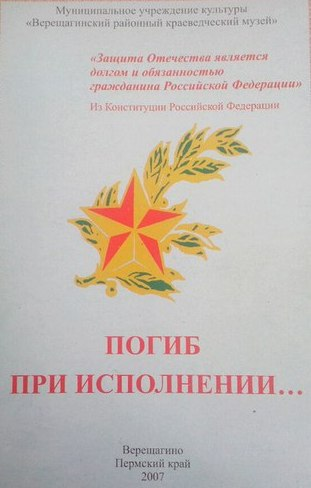 Муниципальное учреждение культуры
«Верещагинский районный краеведческий музей»
«Защита Отечества является
долгом и обязанностью
гражданина Российской Федерации»
Из Конституции Российской Федерации
ПОГИБ
ПРИ ИСПОЛНЕНИИ...
Верещагино
Пермский край
2007